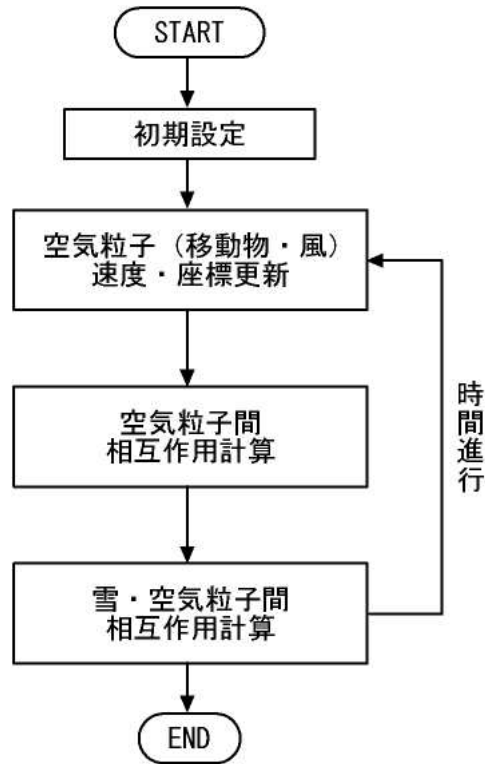 START
初期設定
空気粒子（移動物・風）
速度・座標更新
空気粒子間
相互作用計算
時間進行
雪・空気粒子間
相互作用計算
END